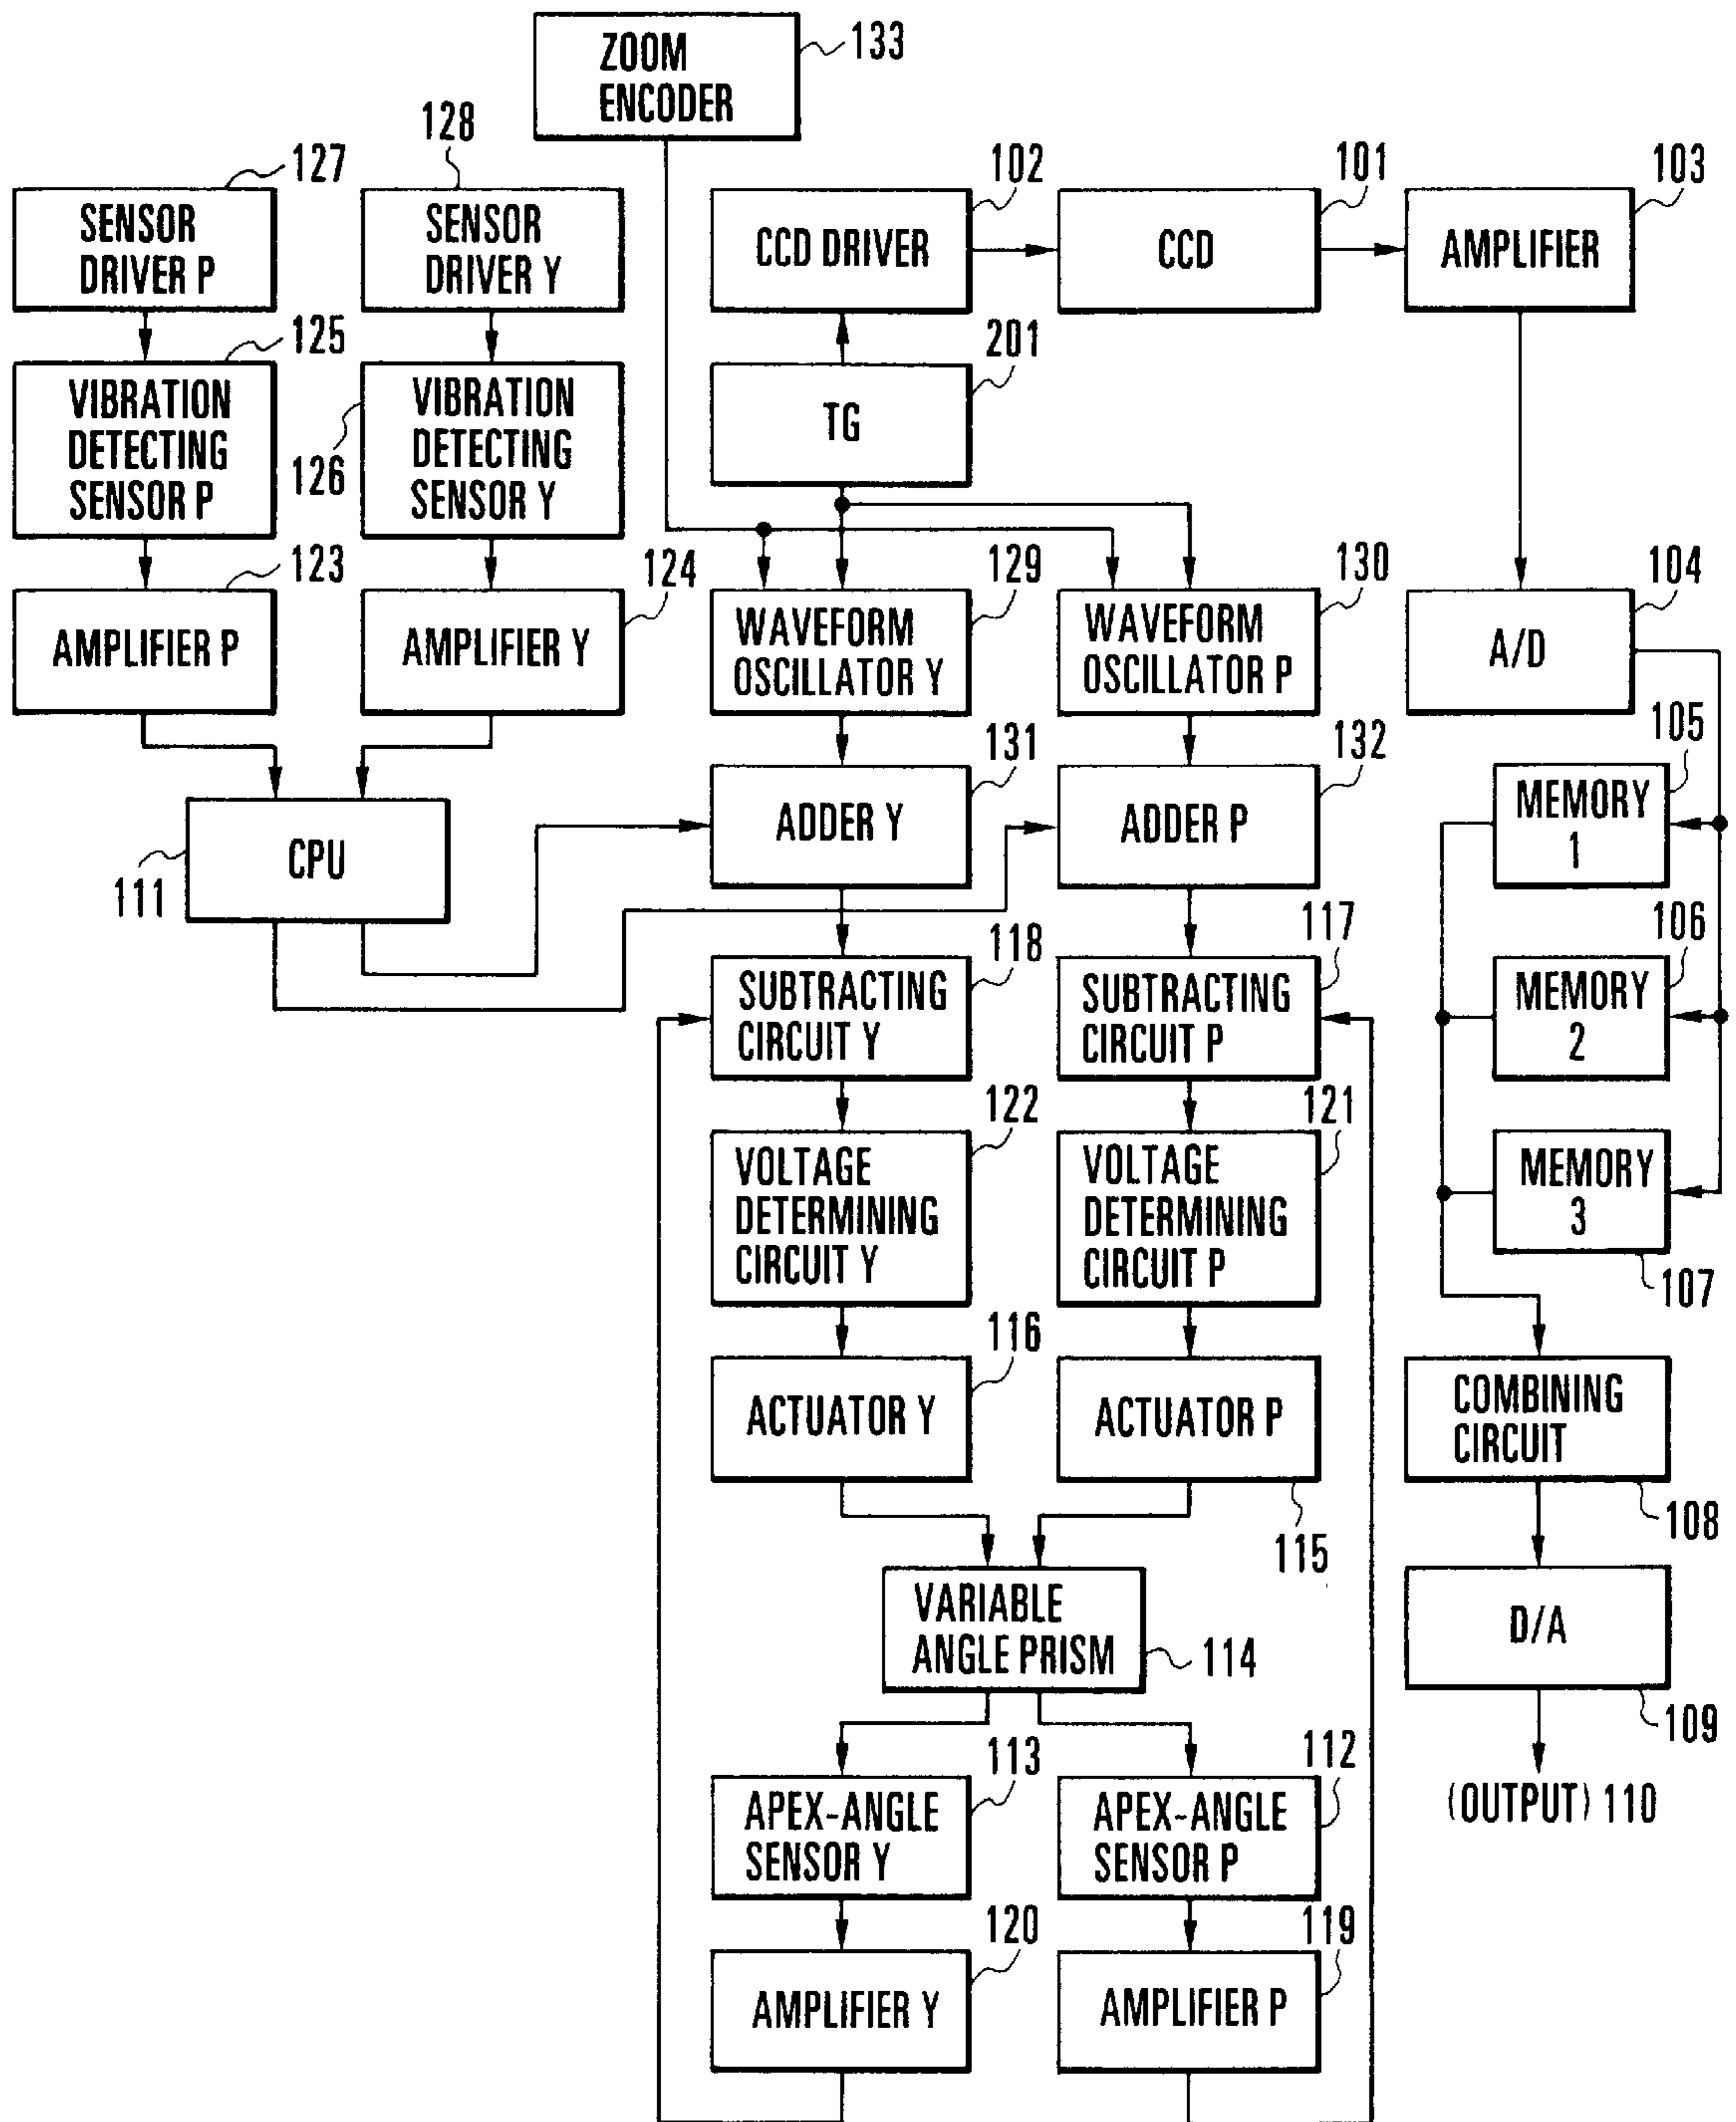 ZOOM
ENCODER
133
127
128
102
101
103
SENSOR
DRIVER P
SENSOR
DRIVER Y
CCD DRIVER
CCD
AMPLIFIER
125
201
VIBRATION
DETECTING
SENSOR P
126
VIBRATION
DETECTING
SENSOR Y
TG
123
124
129
130
104
AMPLIFIER P
AMPLIFIER Y
WAVEFORM
OSCILLATOR Y
WAVEFORM
OSCILLATOR P
A/D
131
132
105
CPU
111
ADDER Y
ADDER P
MEMORY
1
118
117
106
SUBTRACTING
CIRCUIT Y
SUBTRACTING
CIRCUIT P
MEMORY
2
122
121
VOLTAGE
DETERMINING
CIRCUIT Y
VOLTAGE
DETERMINING
CIRCUIT P
MEMORY
3
107
116
ACTUATOR Y
ACTUATOR P
115
COMBINING
CIRCUIT
108
VARIABLE
ANGLE PRISM
114
D/A
109
113
112
APEX-ANGLE
SENSOR Y
APEX-ANGLE
SENSOR P
(OUTPUT) 110
120
119
AMPLIFIER Y
AMPLIFIER P